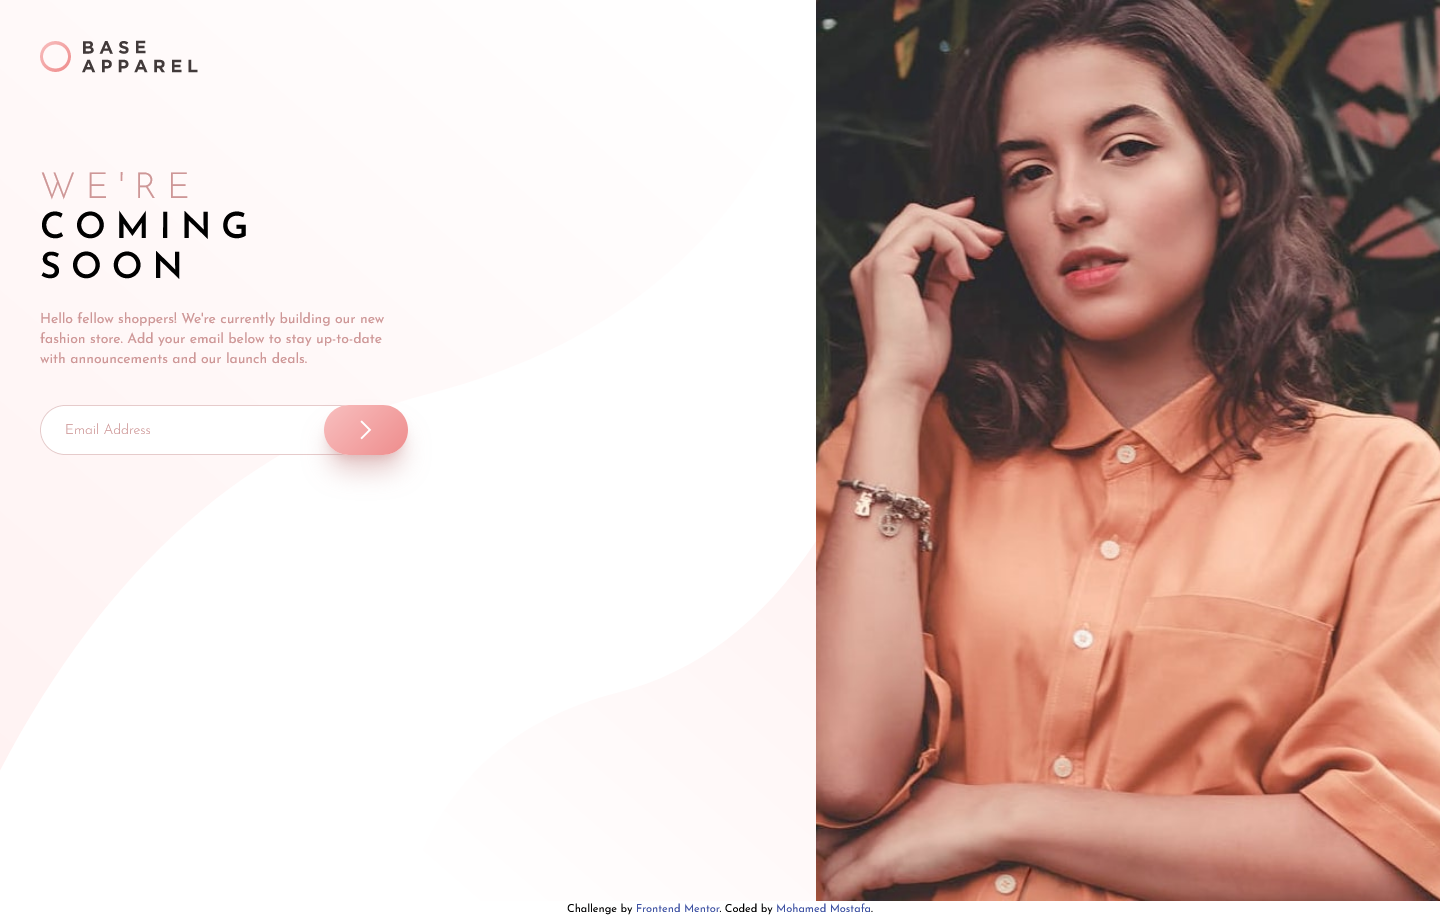 BASE
APPAREL
WE'RE
COMING
SOON
Hello fellow shoppers! We're currently building our new
fashion store. Add your email below to stay up-to-date
with announcements and our launch deals.
Email Address
Challenge by Frontend Mentor. Coded by Mohamed Mostafa.